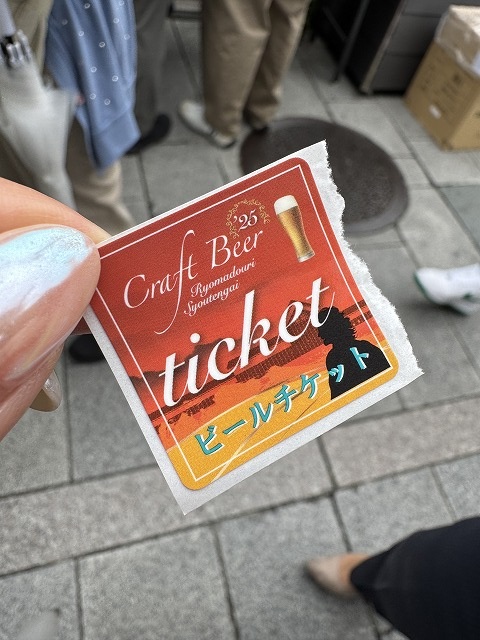 '25
Craft Beer
Ryomadouri
Syoutengai
ticket
ビールチケット